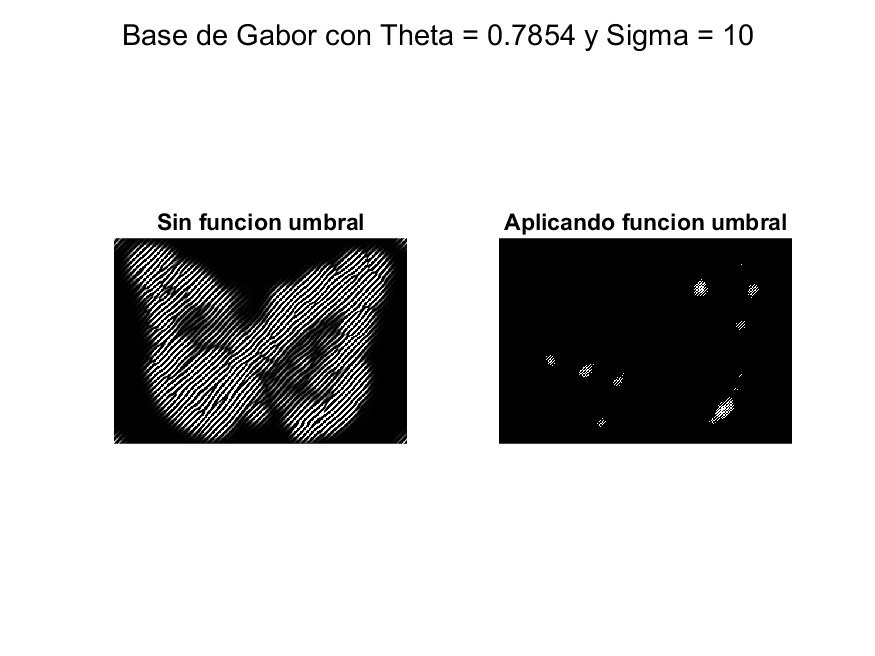 Base de Gabor con Theta = 0.7854 y Sigma = 10
Sin funcion umbral
Aplicando funcion umbral